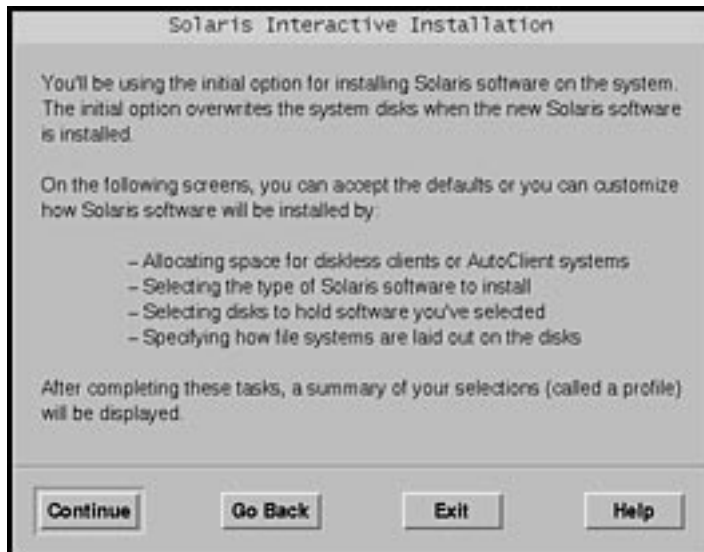 Solaris Interactive Installation
You'll be using the initial option for installing Solaris software on the system.
The initial option overwrites the system disks when the new Solaris software
is installed.
On the following screens, you can accept the defaults or you can customize
how Solaris software will be installed by:
– Allocating space for diskless clients or AutoClient systems
– Selecting the type of Solaris software to install
– Selecting disks to hold software you've selected
– Specifying how file systems are laid out on the disks
After completing these tasks, a summary of your selections (called a profile)
will be displayed.
Continue Go Back Exit Help